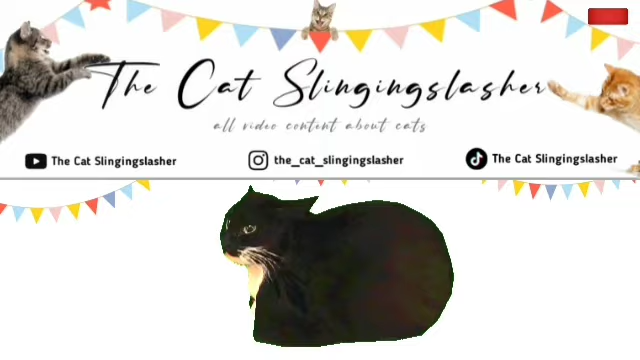 The Cat Slingingslasher
all video content about cats
The Cat Slingingslasher
the_cat_slingingslasher
The Cat Slingingslasher